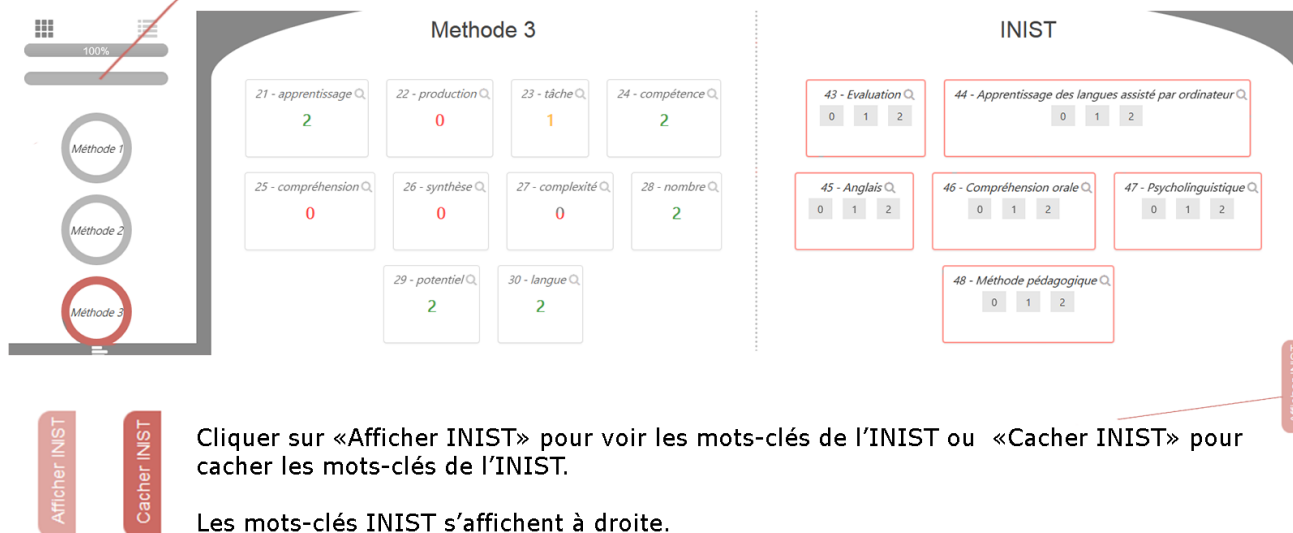 100%
Méthode 1
Méthode 2
Méthode 3
Methode 3
21 - apprentissage
2
22 - production
0
23 - tâche
1
24 - compétence
2
25 - compréhension
0
26 - synthèse
0
27 - complexité
0
28 - nombre
2
29 - potentiel
2
30 - langue
2
INIST
43 - Evaluation
0 1 2
44 - Apprentissage des langues assisté par ordinateur
0 1 2
45 - Anglais
0 1 2
46 - Compréhension orale
0 1 2
47 - Psycholinguistique
0 1 2
48 - Méthode pédagogique
0 1 2
Afficher INIST
Afficher INIST
Cacher INIST
Cliquer sur «Afficher INIST» pour voir les mots-clés de l’INIST ou «Cacher INIST» pour
cacher les mots-clés de l’INIST.
Les mots-clés INIST s’affichent à droite.